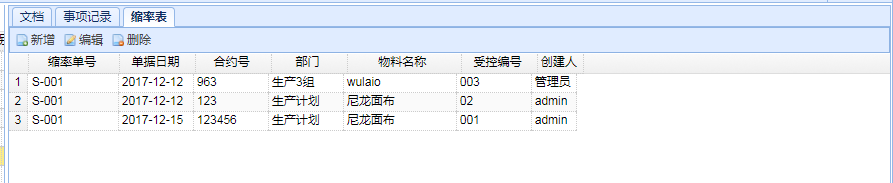 文档 事项记录 缩率表
新增 编辑 删除
缩率单号 单据日期 合约号 部门 物料名称 受控编号 创建人
1 S-001 2017-12-12 963 生产3组 wulaio 003 管理员
2 S-001 2017-12-12 123 生产计划 尼龙面布 02 admin
3 S-001 2017-12-15 123456 生产计划 尼龙面布 001 admin